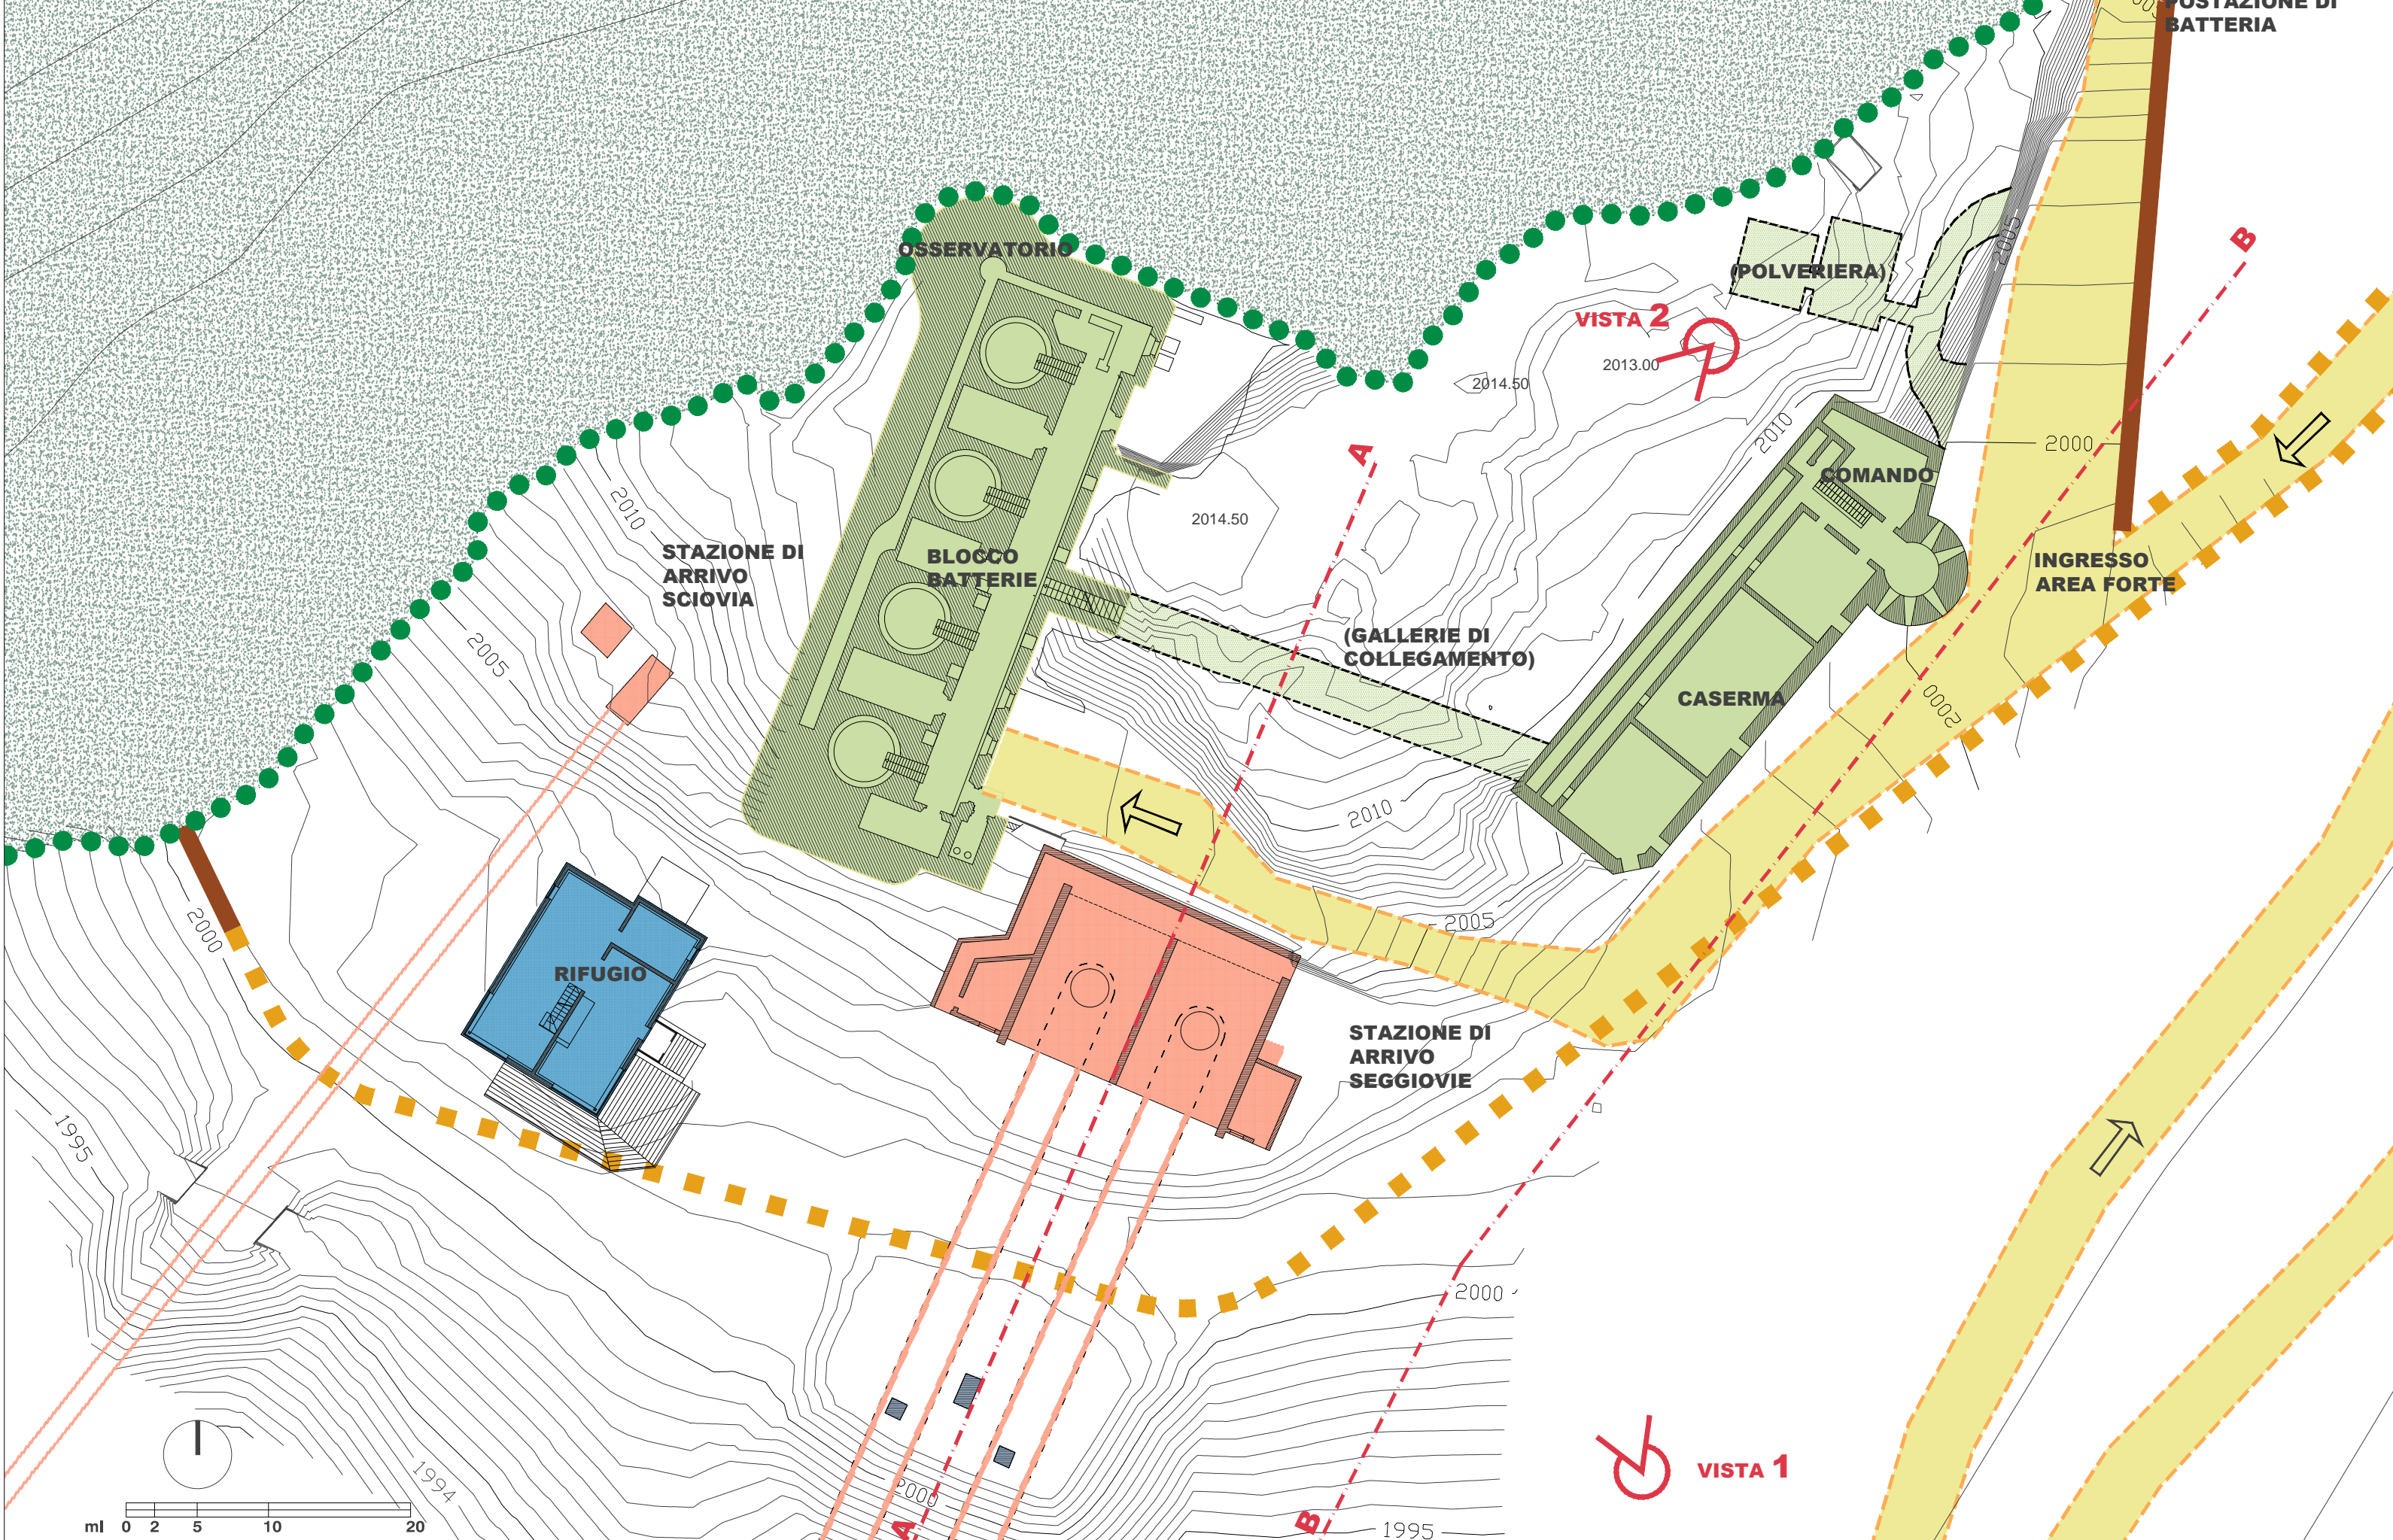 POSTAZIONE DI
BATTERIA
OSSERVATORIO
B
2005
(POLVERIERA)
VISTA 2
2013.00
2014.50
A
2010
2000
COMANDO
2010
2014.50
STAZIONE DI
ARRIVO
SCIOVIA
BLOCCO
BATTERIE
INGRESSO
AREA FORTE
2005
(GALLERIE DI
COLLEGAMENTO)
CASERMA
2000
2010
2005
2000
RIFUGIO
STAZIONE DI
ARRIVO
SEGGIOVIE
1995
2000
VISTA 1
1994
2000
A
B
1995
ml 0 2 5 10 20